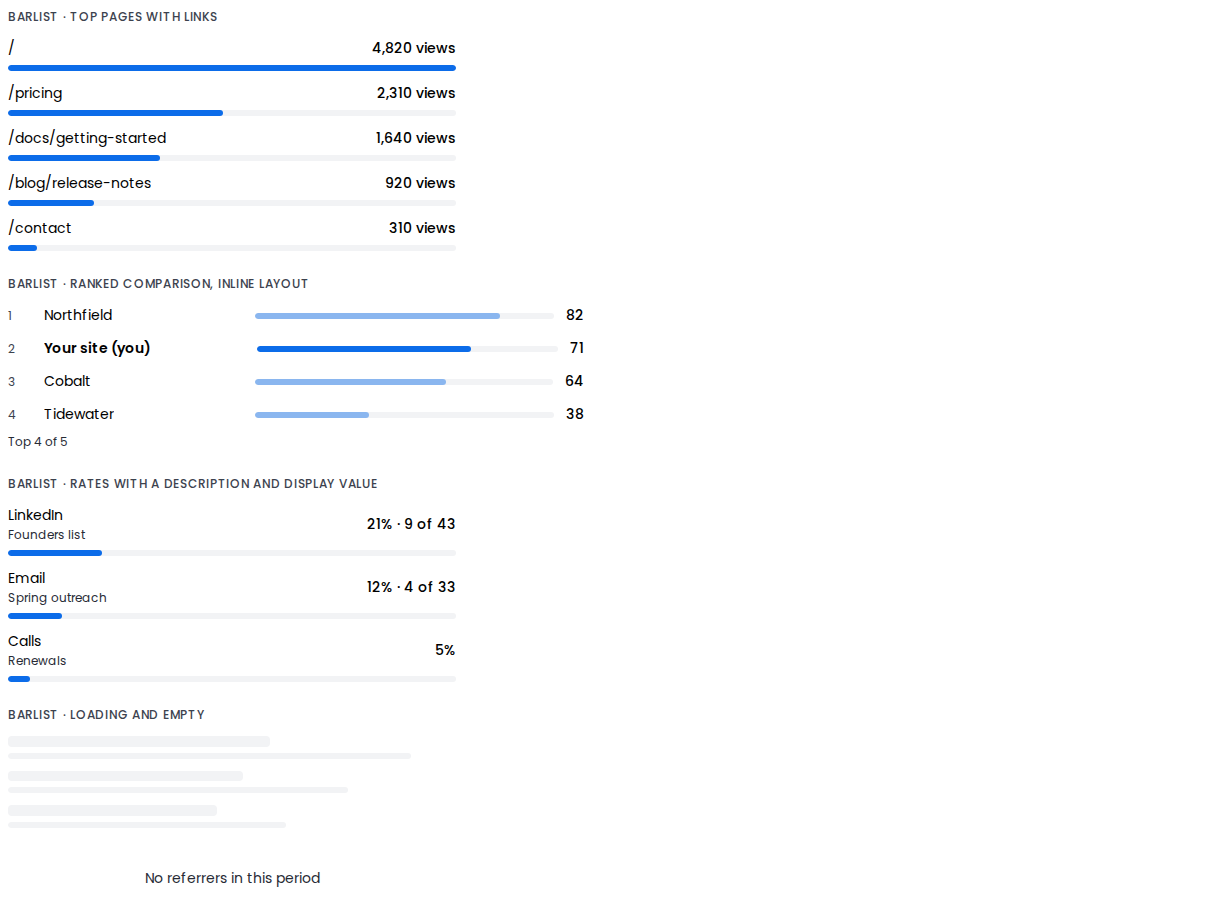 BARLIST · TOP PAGES WITH LINKS
/ 4,820 views
/pricing 2,310 views
/docs/getting-started 1,640 views
/blog/release-notes 920 views
/contact 310 views
BARLIST · RANKED COMPARISON, INLINE LAYOUT
1 Northfield 82
2 Your site (you) 71
3 Cobalt 64
4 Tidewater 38
Top 4 of 5
BARLIST · RATES WITH A DESCRIPTION AND DISPLAY VALUE
LinkedIn
Founders list
21% · 9 of 43
Email
Spring outreach
12% · 4 of 33
Calls
Renewals
5%
BARLIST · LOADING AND EMPTY
No referrers in this period